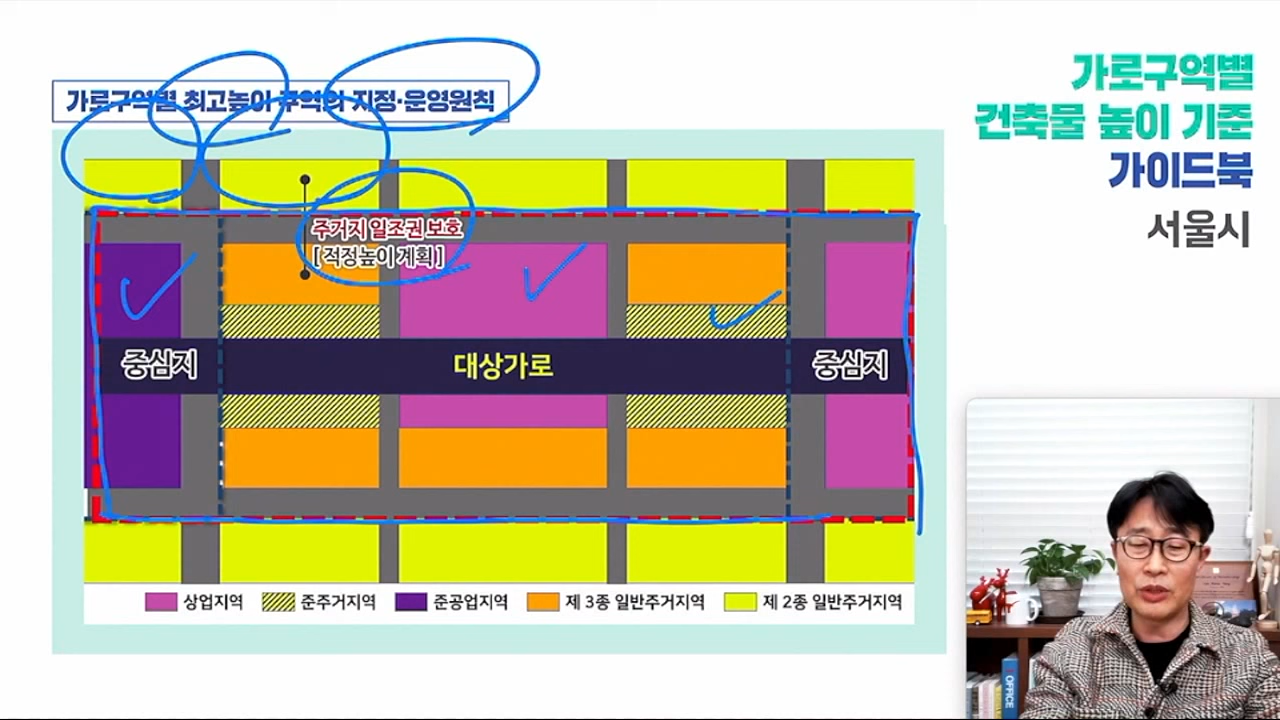 가로구역별 최고높이 구역의 지정·운영원칙
가로구역별
건축물 높이 기준
가이드북
서울시
주거지 일조권 보호
[적정높이 계획]
중심지
대상가로
중심지
상업지역
준주거지역
준공업지역
제 3종 일반주거지역
제 2종 일반주거지역
OFFICE